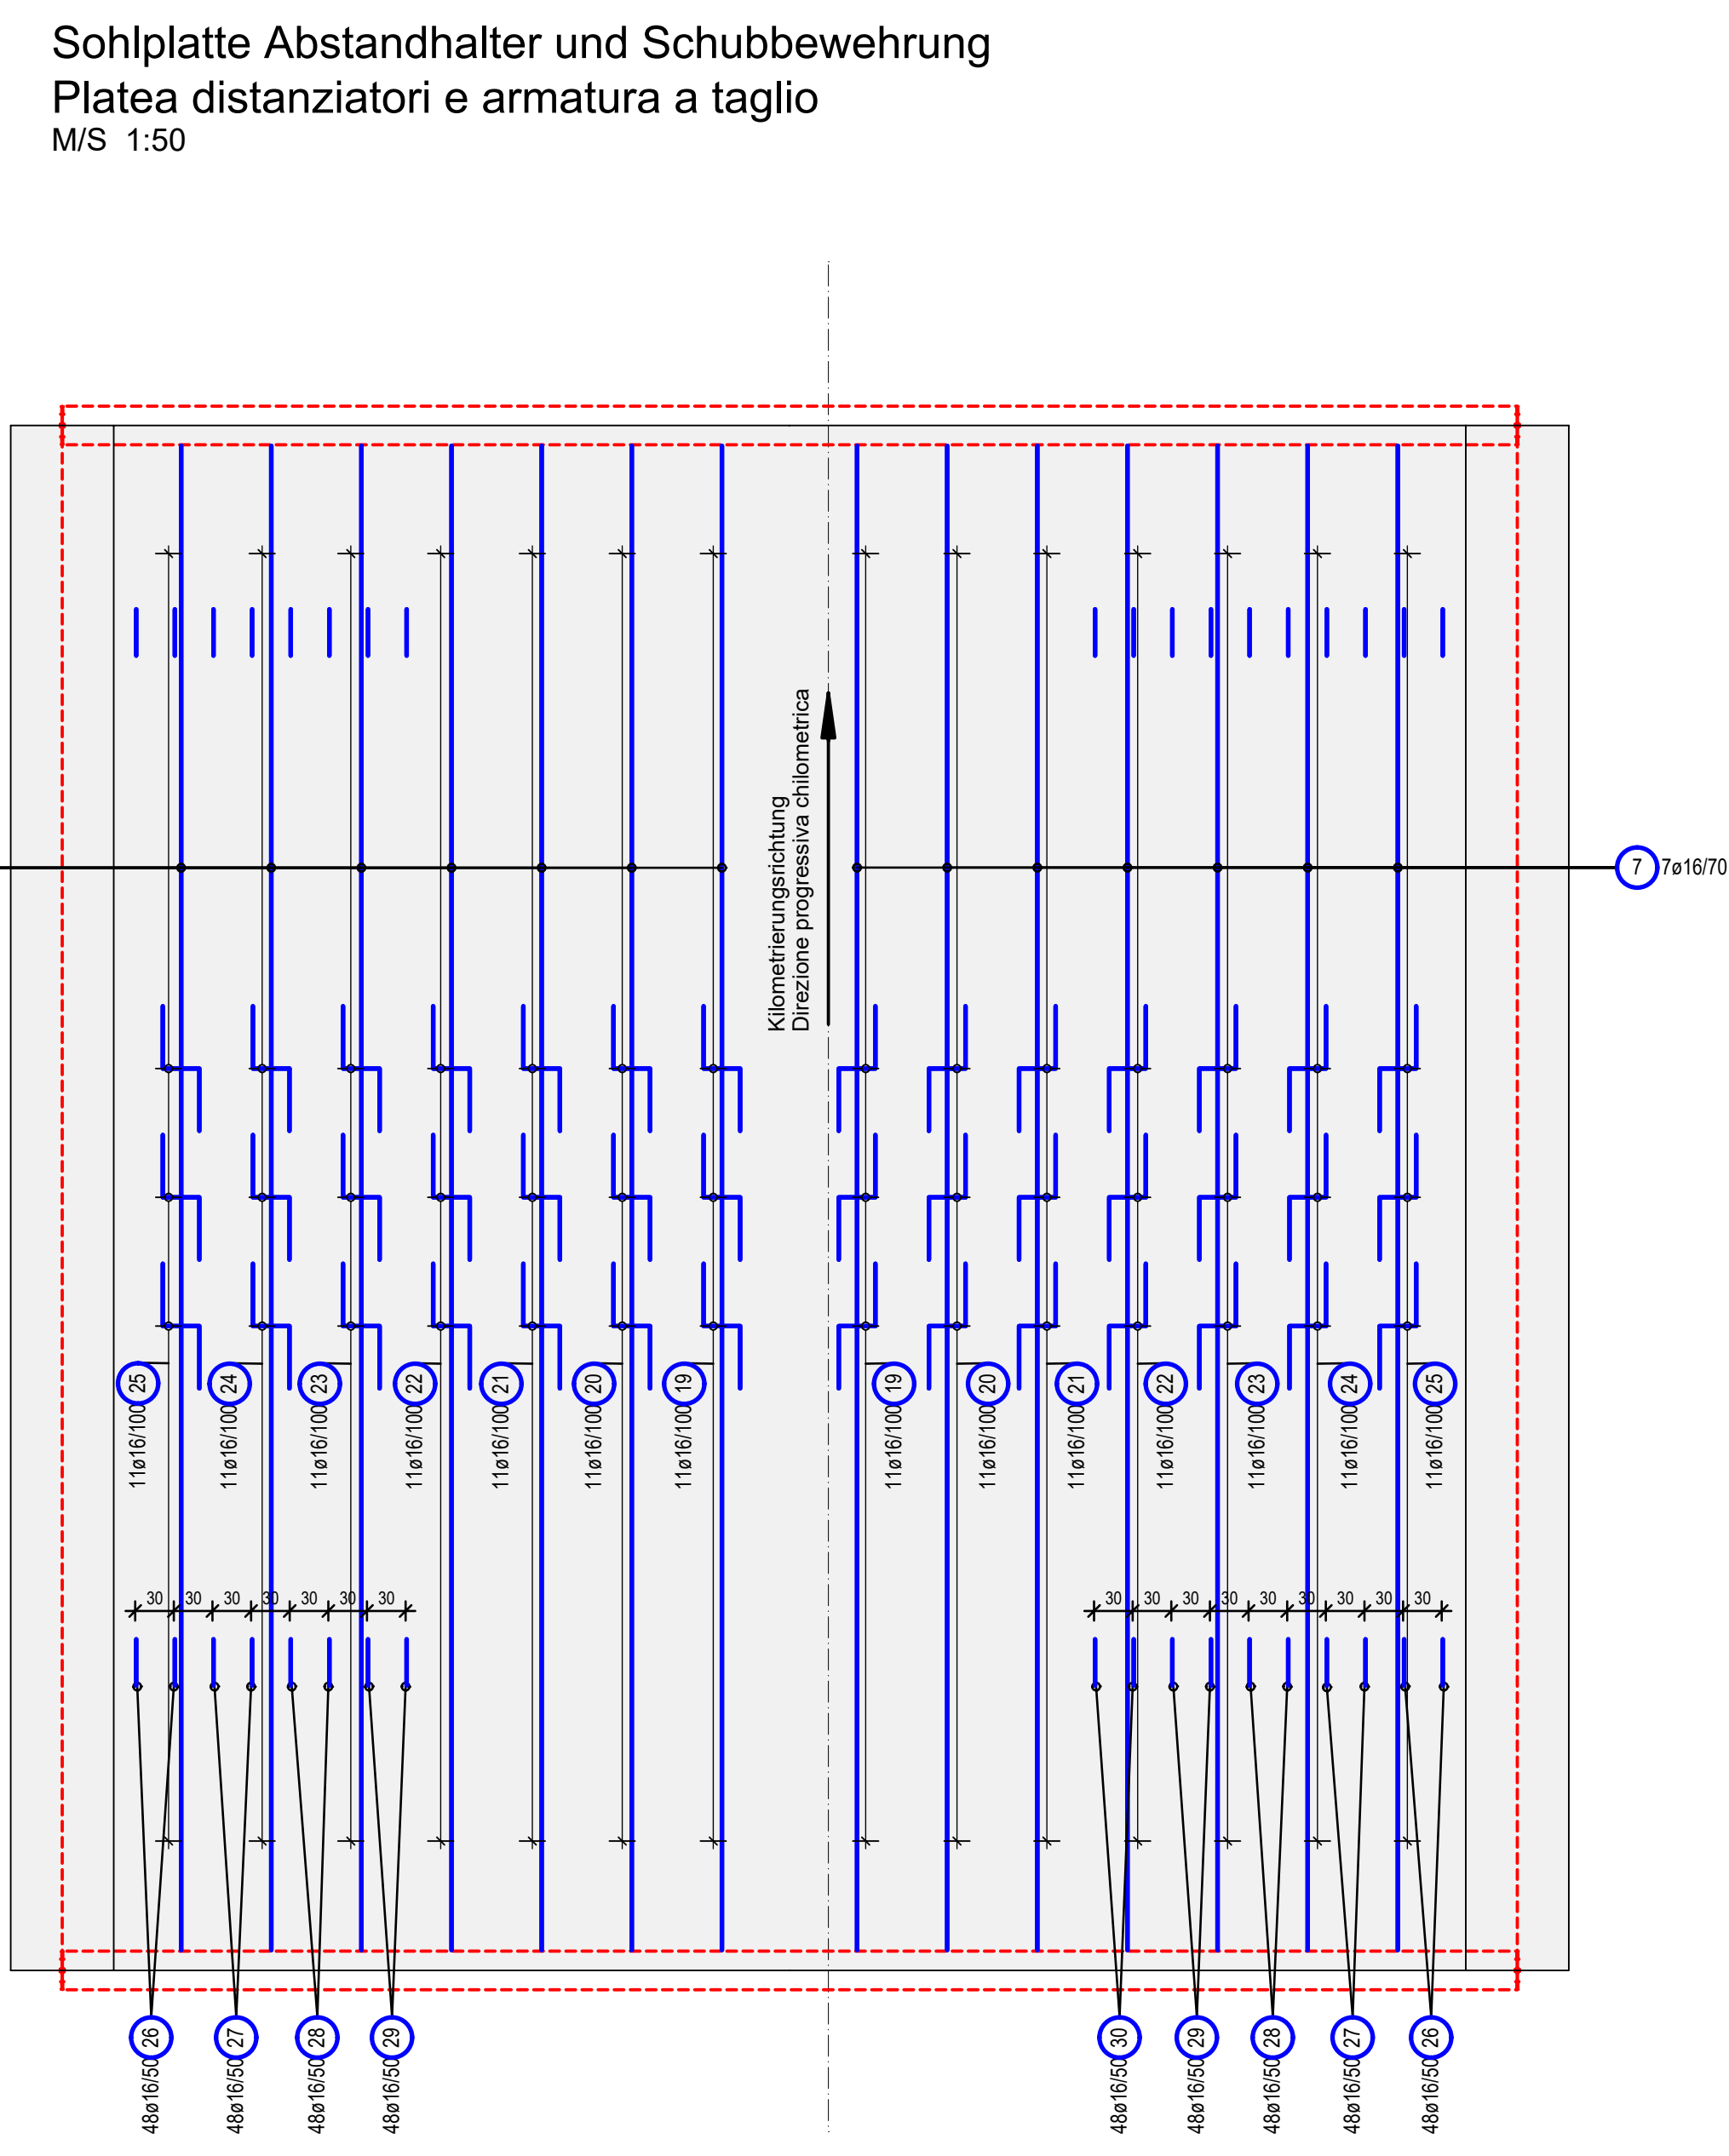 Sohlplatte Abstandhalter und Schubbewehrung
Platea distanziatori e armatura a taglio
M/S 1:50
Kilometrierungsrichtung
Direzione progressiva chilometrica
7 7ø16/70
25 24 23 22 21 20 19 19 20 21 22 23 24 25
11ø16/100 11ø16/100 11ø16/100 11ø16/100 11ø16/100 11ø16/100 11ø16/100 11ø16/100 11ø16/100 11ø16/100 11ø16/100 11ø16/100 11ø16/100 11ø16/100
30 30 30 30 30 30 30 30 30 30 30 30 30 30 30 30
26 27 28 29 30 29 28 27 26
48ø16/50 48ø16/50 48ø16/50 48ø16/50 48ø16/50 48ø16/50 48ø16/50 48ø16/50 48ø16/50